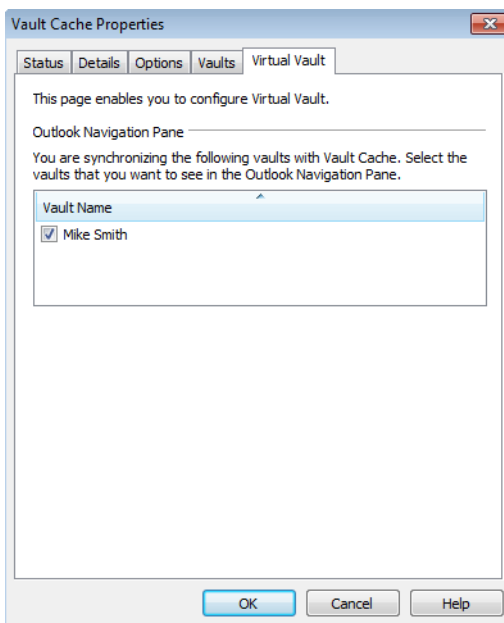 Vault Cache Properties
Status Details Options Vaults Virtual Vault
This page enables you to configure Virtual Vault.
Outlook Navigation Pane
You are synchronizing the following vaults with Vault Cache. Select the
vaults that you want to see in the Outlook Navigation Pane.
Vault Name
Mike Smith
OK Cancel Help